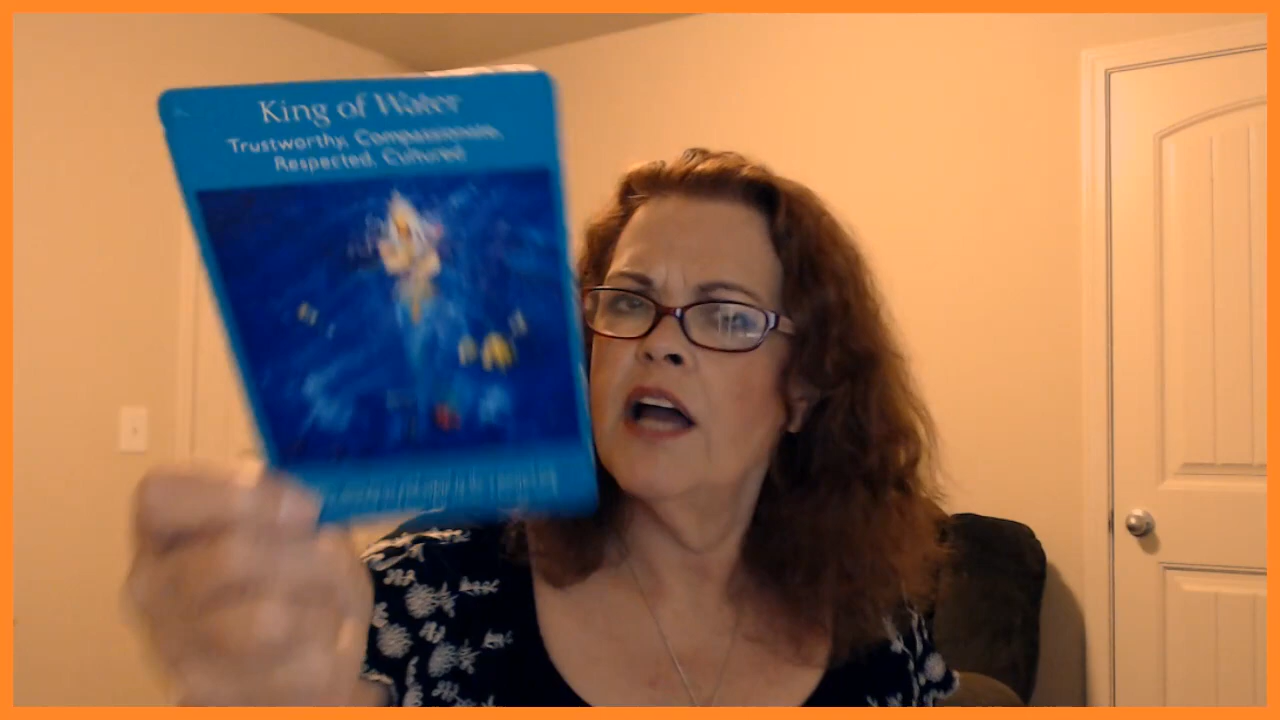 King of Water
Trustworthy, Compassionate,
Respected, Cultured